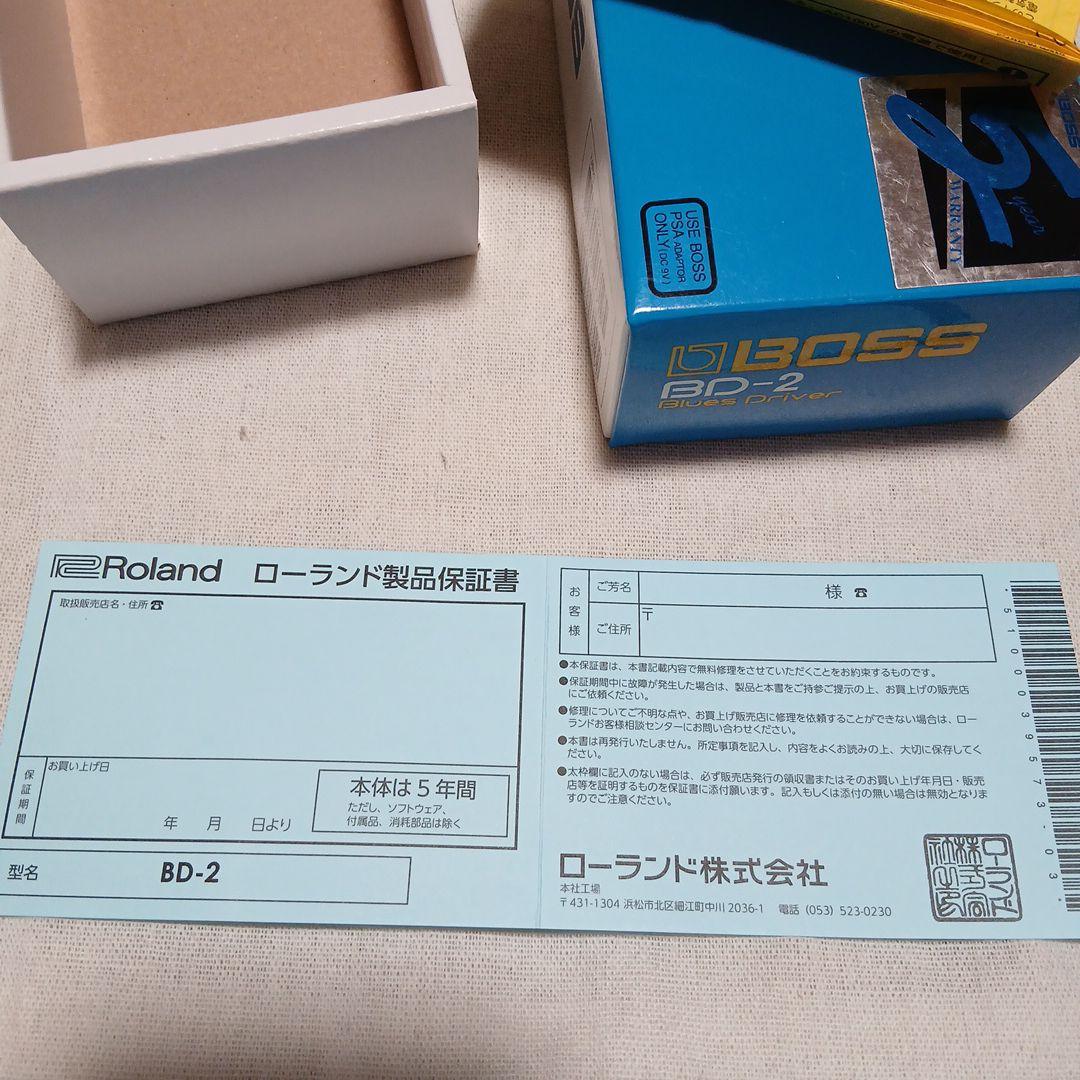 USE BOSS
PSA ADAPTOR
ONLY (DC 9V)
BOSS
5 year
WARRANTY
BOSS
BD-2
Blues Driver
Roland ローランド製品保証書
取扱販売店名・住所☎
保証期間
お買い上げ日
年 月 日より
本体は5年間
ただし、ソフトウェア、
付属品、消耗部品は除く
型名 BD-2
お客様
ご芳名 様 ☎
ご住所 〒
●本保証書は、本書記載内容で無料修理をさせていただくことをお約束するものです。
●保証期間中に故障が発生した場合は、製品と本書をご持参ご提示の上、お買上げの販売店
にご依頼ください。
●修理についてご不明な点や、お買上げ販売店に修理を依頼することができない場合は、ロー
ランドお客様相談センターにお問い合わせください。
●本書は再発行いたしません。所定事項を記入し、内容をよくお読みの上、大切に保存してく
ださい。
●太枠欄に記入のない場合は、必ず販売店発行の領収書またはそのお買上げ年月日・販売
店等を証明するものを保証書に添付願います。記入もしくは添付の無い場合は無効となりま
すのでご注意ください。
ローランド株式会社
本社工場
〒431-1304 浜松市北区細江町中川 2036-1 電話 (053) 523-0230
ローランド株式会社之印
*5100039573-03*